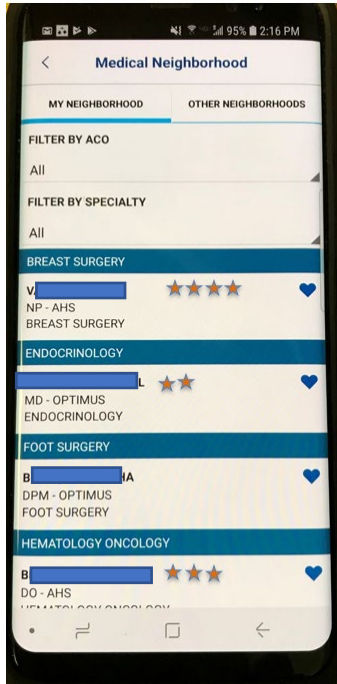 95% 2:16 PM
Medical Neighborhood
MY NEIGHBORHOOD OTHER NEIGHBORHOODS
FILTER BY ACO
All
FILTER BY SPECIALTY
All
BREAST SURGERY
V
NP - AHS
BREAST SURGERY
ENDOCRINOLOGY
L
MD - OPTIMUS
ENDOCRINOLOGY
FOOT SURGERY
B HA
DPM - OPTIMUS
FOOT SURGERY
HEMATOLOGY ONCOLOGY
B
DO - AHS
HEMATOLOGY ONCOLOGY